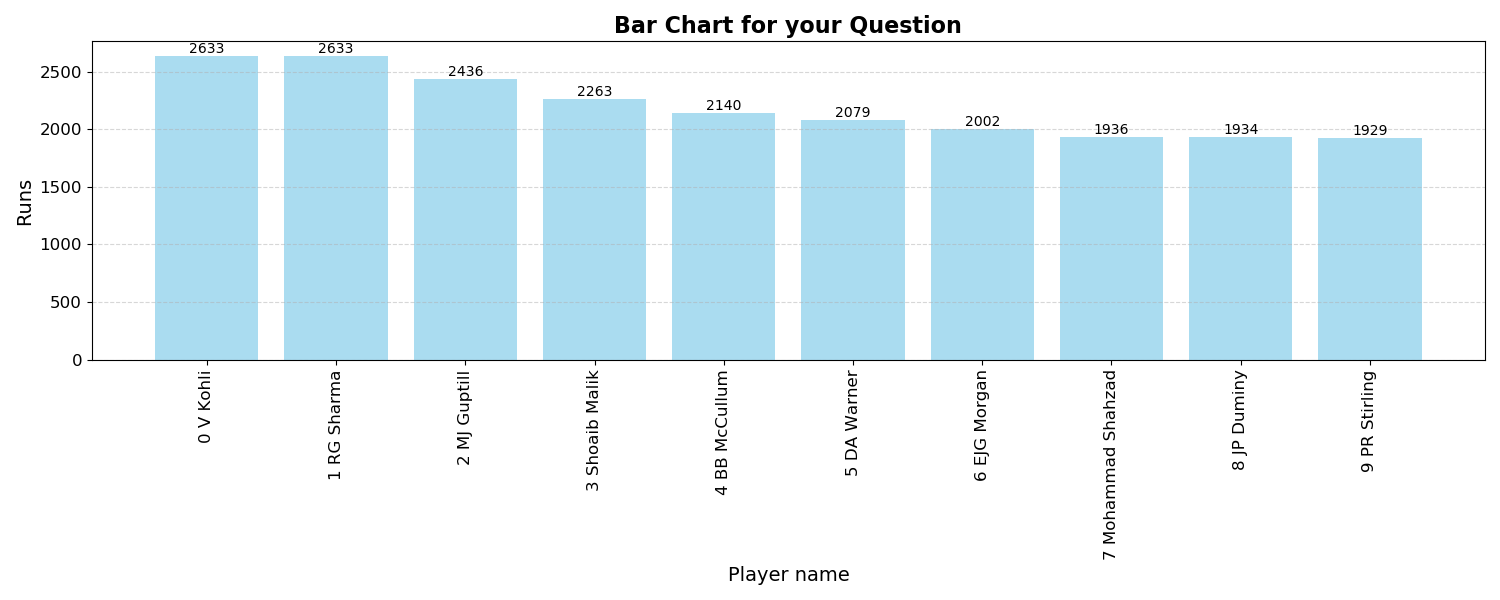 Bar Chart for your Question
2633
2633
2436
2263
2140
2079
2002
1936
1934
1929
Runs
2500
2000
1500
1000
500
0
0 V Kohli
1 RG Sharma
2 MJ Guptill
3 Shoaib Malik
4 BB McCullum
5 DA Warner
6 EJG Morgan
7 Mohammad Shahzad
8 JP Duminy
9 PR Stirling
Player name